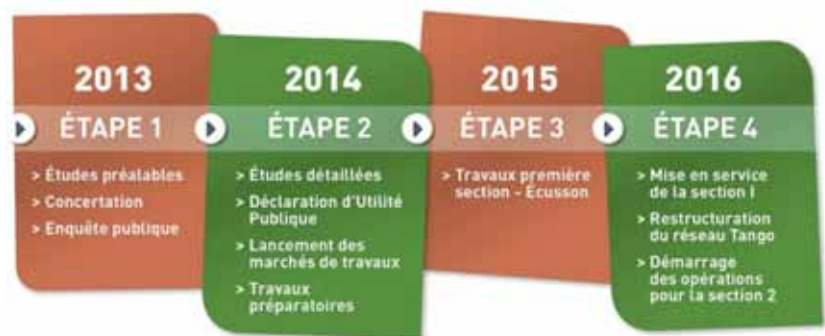 2013
ÉTAPE 1
> Études préalables
> Concertation
> Enquête publique
2014
ÉTAPE 2
> Études détaillées
> Déclaration d'Utilité
Publique
> Lancement des
marchés de travaux
> Travaux
préparatoires
2015
ÉTAPE 3
> Travaux première
section - Écusson
2016
ÉTAPE 4
> Mise en service
de la section I
> Restructuration
du réseau Tango
> Démarrage
des opérations
pour la section 2